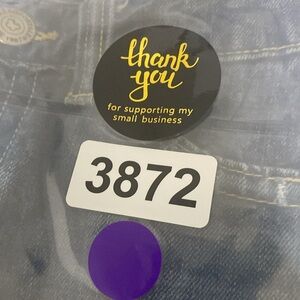 thank
you
for supporting my
small business
3872